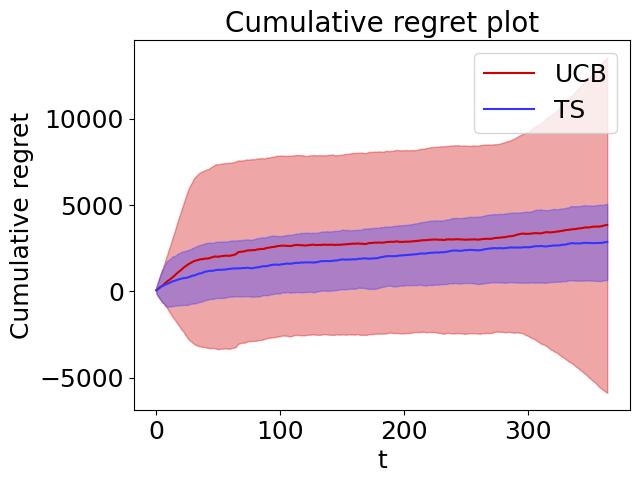 Cumulative regret plot
Cumulative regret
10000
5000
0
−5000
0 100 200 300
t
UCB
TS